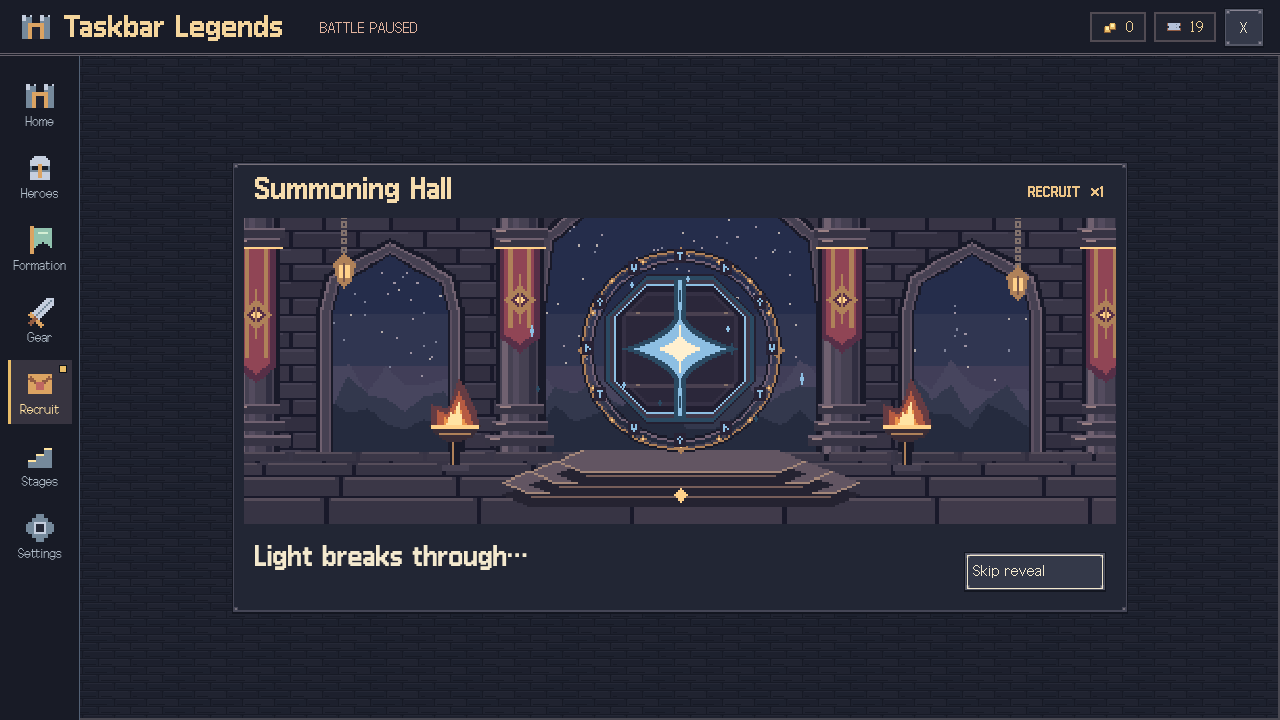 Taskbar Legends
BATTLE PAUSED
0
19
X
Home
Heroes
Formation
Gear
Recruit
Stages
Settings
Summoning Hall
RECRUIT ×1
Light breaks through···
Skip reveal